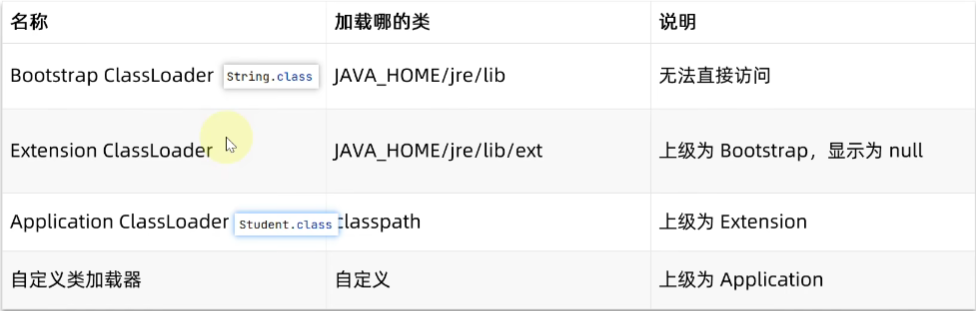 名称 加载哪的类 说明
Bootstrap ClassLoader String.class JAVA_HOME/jre/lib 无法直接访问
Extension ClassLoader JAVA_HOME/jre/lib/ext 上级为 Bootstrap，显示为 null
Application ClassLoader Student.class classpath 上级为 Extension
自定义类加载器 自定义 上级为 Application